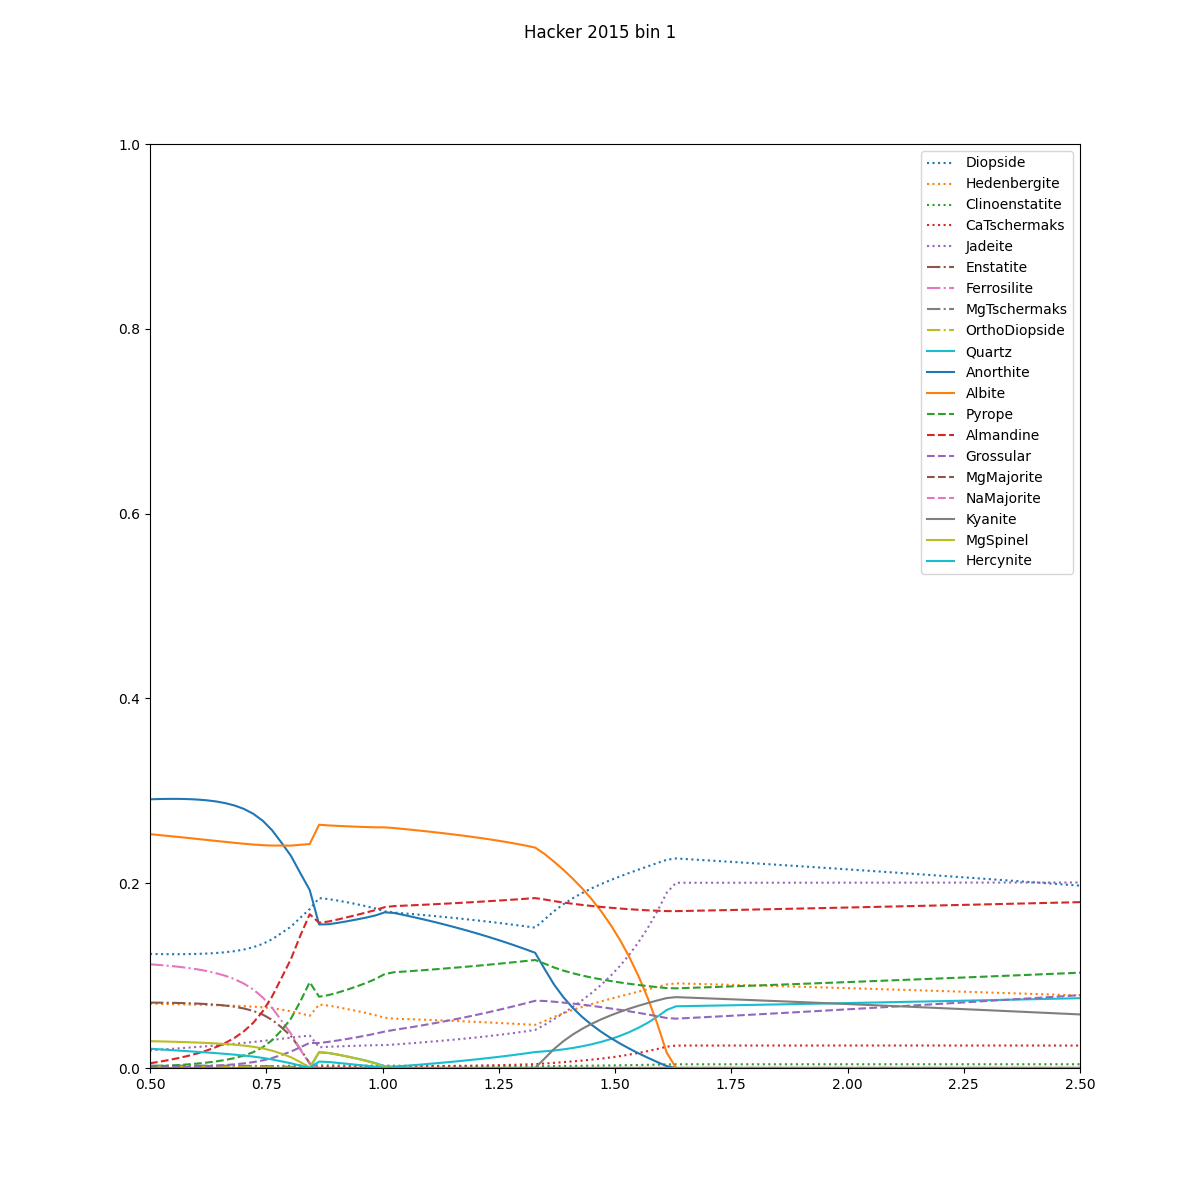 Hacker 2015 bin 1
1.0
0.8
0.6
0.4
0.2
0.0
0.50 0.75 1.00 1.25 1.50 1.75 2.00 2.25 2.50
Diopside
Hedenbergite
Clinoenstatite
CaTschermaks
Jadeite
Enstatite
Ferrosilite
MgTschermaks
OrthoDiopside
Quartz
Anorthite
Albite
Pyrope
Almandine
Grossular
MgMajorite
NaMajorite
Kyanite
MgSpinel
Hercynite